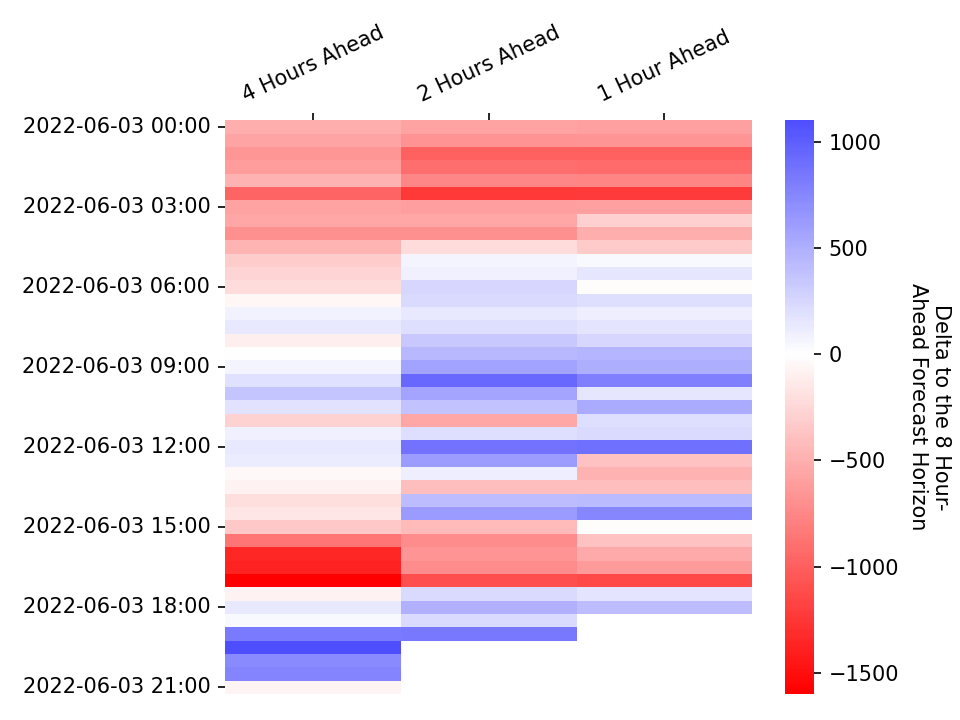 4 Hours Ahead
2 Hours Ahead
1 Hour Ahead
2022-06-03 00:00
2022-06-03 03:00
2022-06-03 06:00
2022-06-03 09:00
2022-06-03 12:00
2022-06-03 15:00
2022-06-03 18:00
2022-06-03 21:00
1000
500
0
−500
−1000
−1500
Delta to the 8 Hour-
Ahead Forecast Horizon